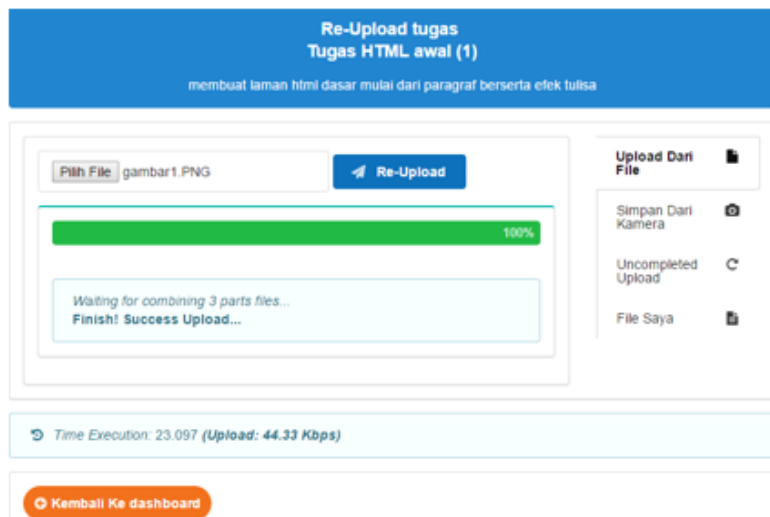 Re-Upload tugas
Tugas HTML awal (1)
membuat laman html dasar mulai dari paragraf berserta efek tulisa
Pilih File gambar1.PNG
Re-Upload
100%
Waiting for combining 3 parts files...
Finish! Success Upload...
Upload Dari
File
Simpan Dari
Kamera
Uncompleted
Upload
File Saya
Time Execution: 23.097 (Upload: 44.33 Kbps)
Kembali Ke dashboard